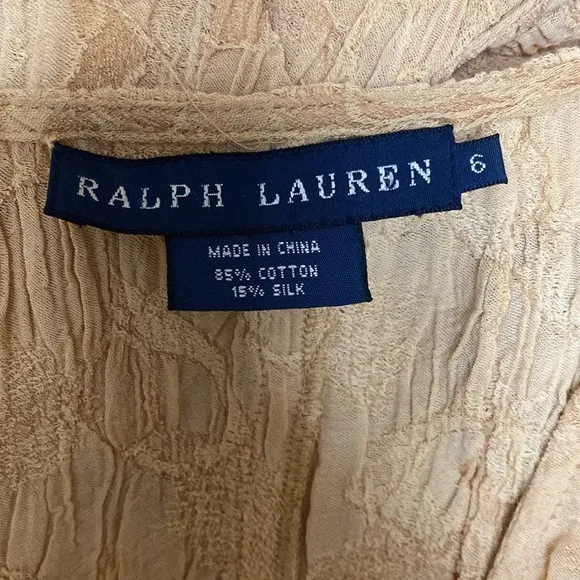 RALPH LAUREN
6
MADE IN CHINA
85% COTTON
15% SILK